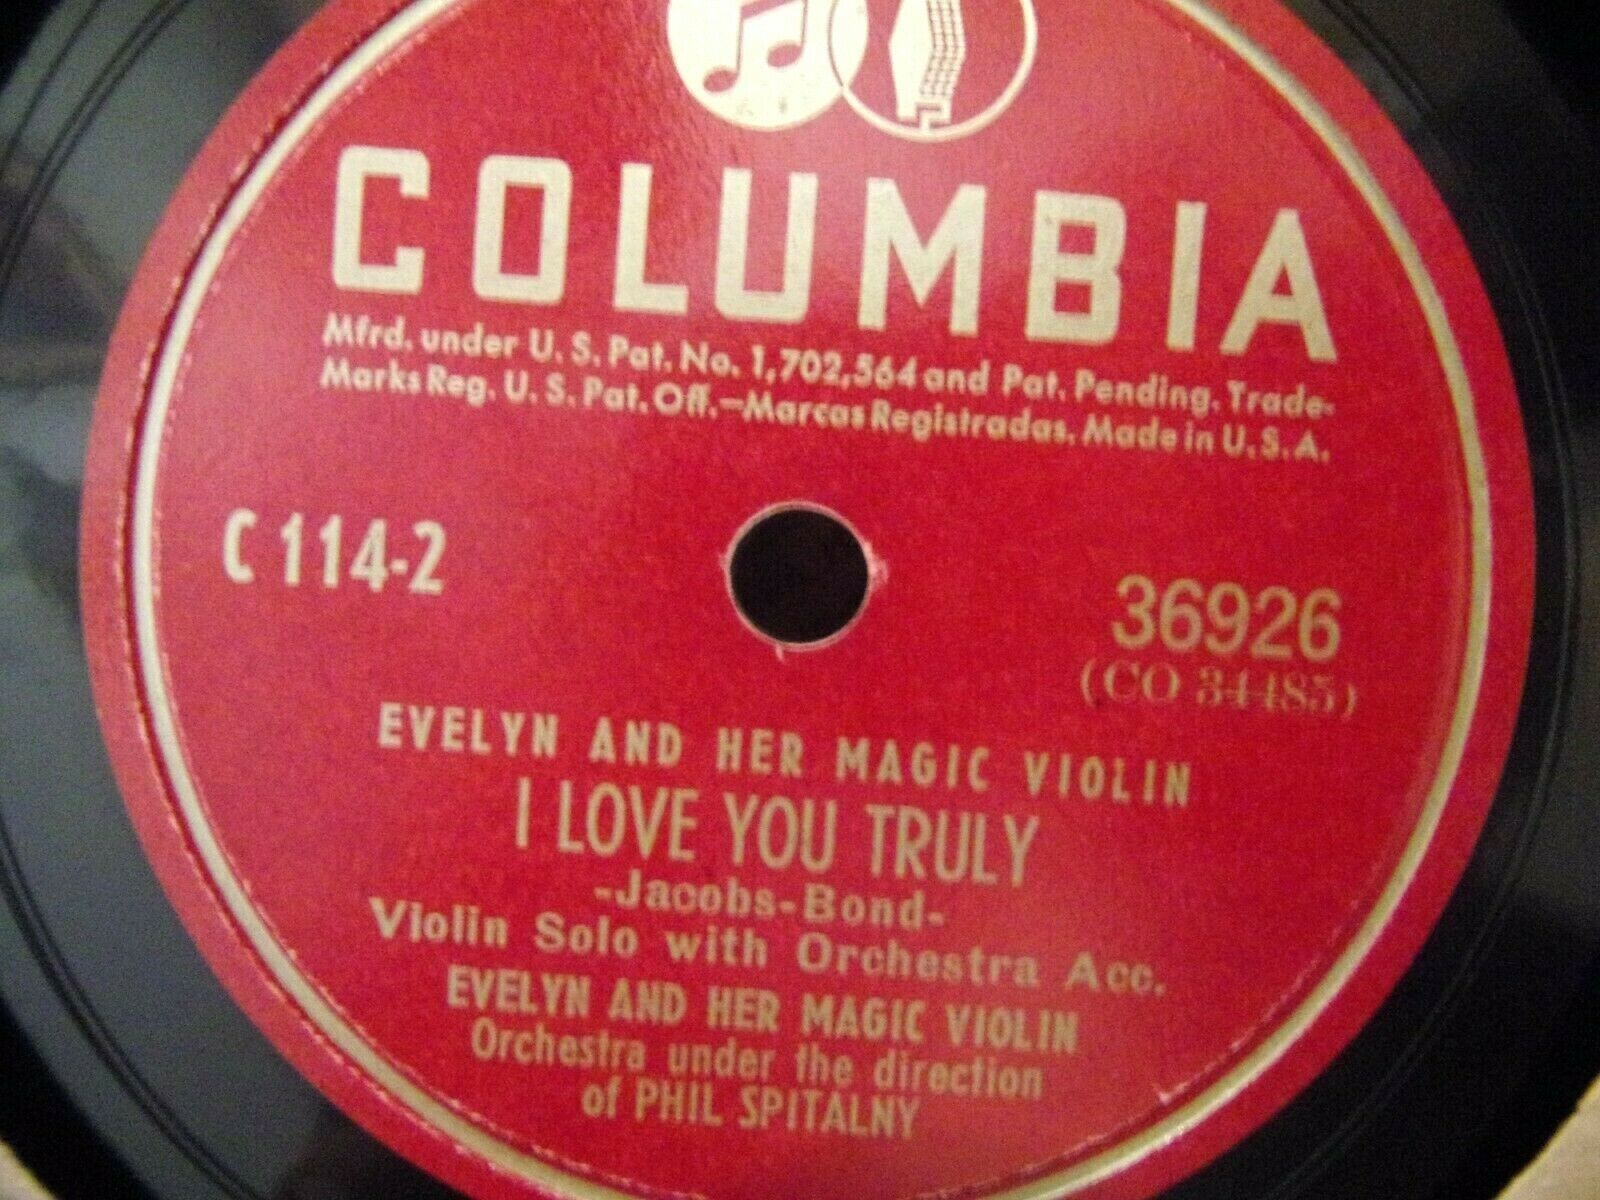 COLUMBIA
Mfrd. under U. S. Pat. No. 1,702,564 and Pat. Pending. Trade-
Marks Reg. U. S. Pat. Off.—Marcas Registradas. Made in U. S. A.
C 114-2
36926
(CO 34485)
EVELYN AND HER MAGIC VIOLIN
I LOVE YOU TRULY
-Jacobs-Bond-
Violin Solo with Orchestra Acc.
EVELYN AND HER MAGIC VIOLIN
Orchestra under the direction
of PHIL SPITALNY